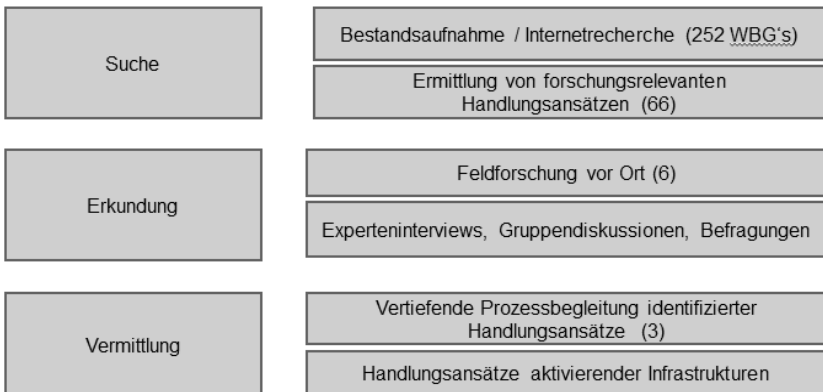 Suche
Bestandsaufnahme / Internetrecherche (252 WBG‘s)
Ermittlung von forschungsrelevanten
Handlungsansätzen (66)
Erkundung
Feldforschung vor Ort (6)
Experteninterviews, Gruppendiskussionen, Befragungen
Vermittlung
Vertiefende Prozessbegleitung identifizierter
Handlungsansätze (3)
Handlungsansätze aktivierender Infrastrukturen